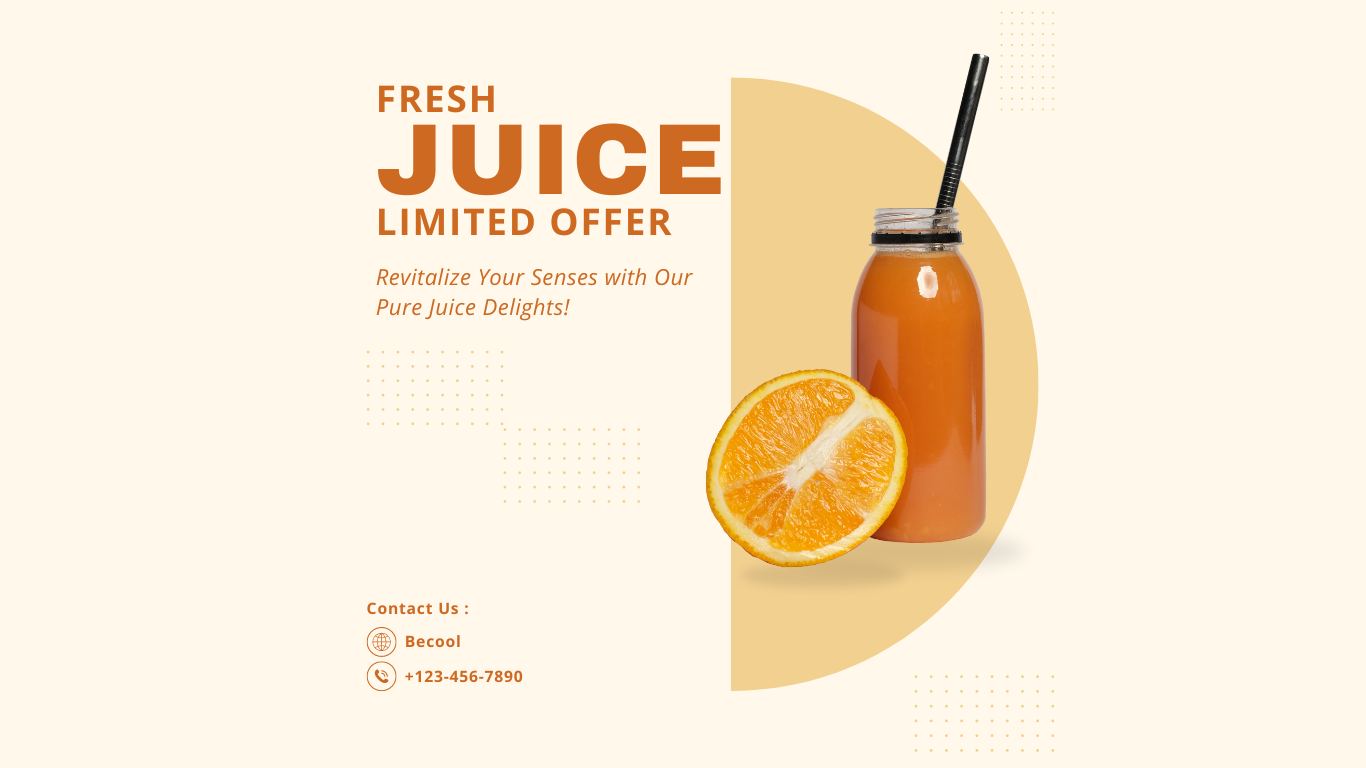 FRESH
JUICE
LIMITED OFFER
Revitalize Your Senses with Our
Pure Juice Delights!
Contact Us :
Becool
+123-456-7890